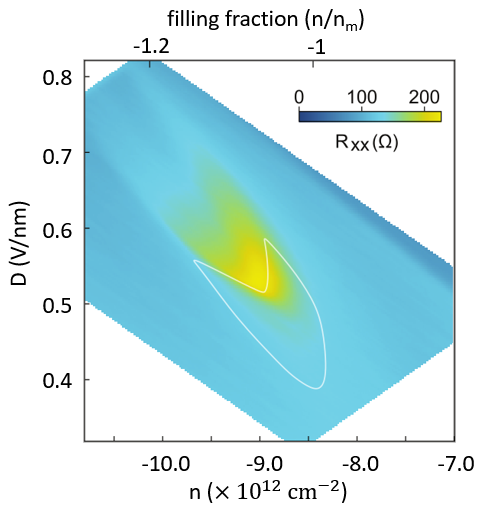 filling fraction (n/nₘ)
-1.2 -1
0 100 200
Rxx(Ω)
0.8
0.7
0.6
0.5
0.4
D (V/nm)
-10.0 -9.0 -8.0 -7.0
n (× 10¹² cm⁻²)